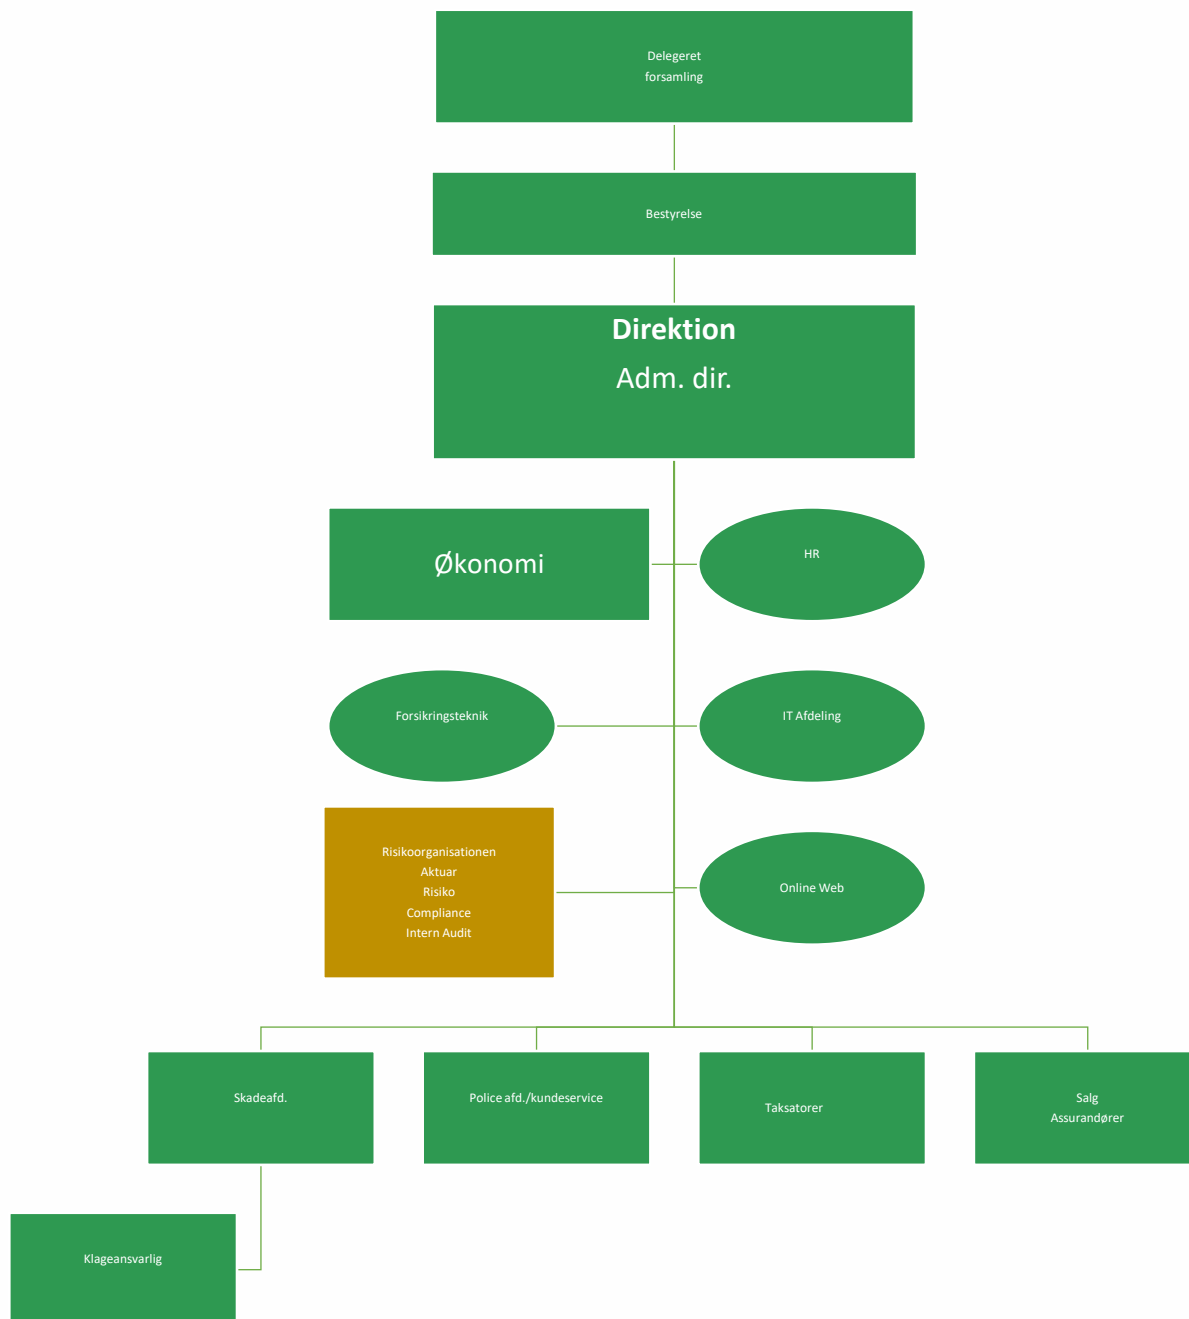 Delegeret
forsamling
Bestyrelse
Direktion
Adm. dir.
Økonomi
HR
Forsikringsteknik
IT Afdeling
Risikoorganisationen
Aktuar
Risiko
Compliance
Intern Audit
Online Web
Skadeafd.
Police afd./kundeservice
Taksatorer
Salg
Assurandører
Klageansvarlig